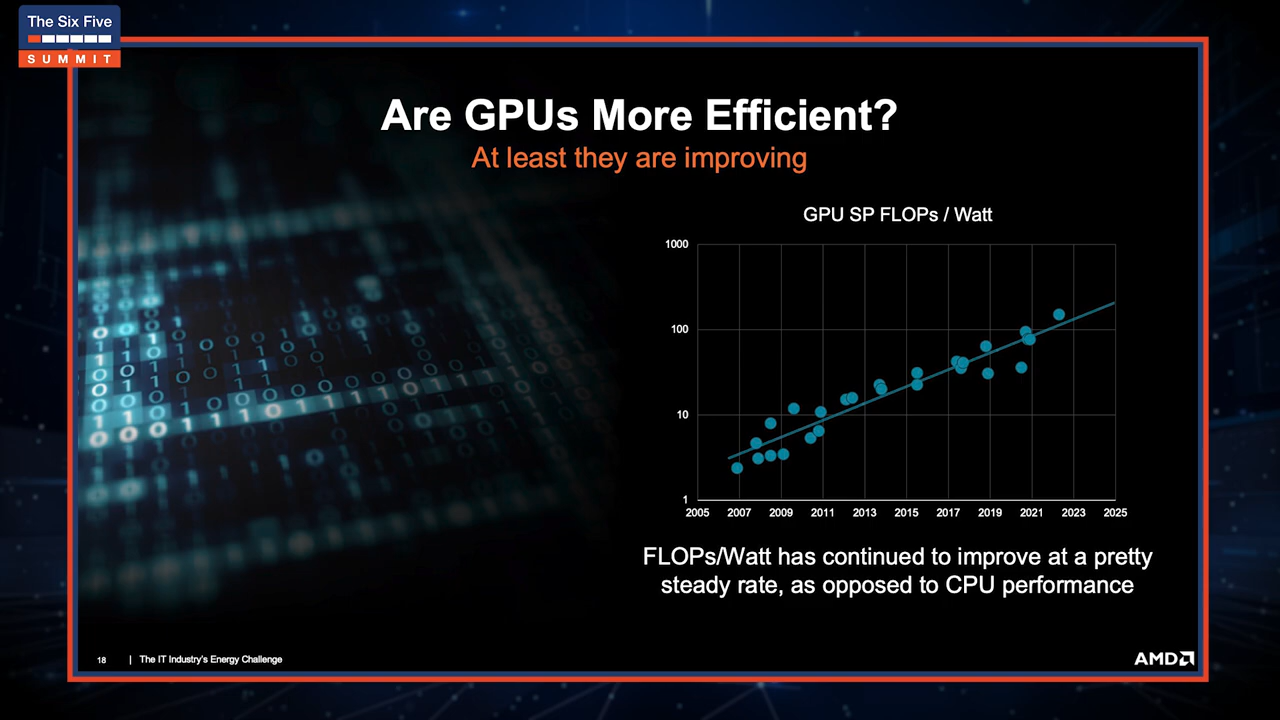 The Six Five
SUMMIT
Are GPUs More Efficient?
At least they are improving
GPU SP FLOPs / Watt
1000
100
10
1
2005 2007 2009 2011 2013 2015 2017 2019 2021 2023 2025
FLOPs/Watt has continued to improve at a pretty
steady rate, as opposed to CPU performance
18 | The IT Industry's Energy Challenge
AMD